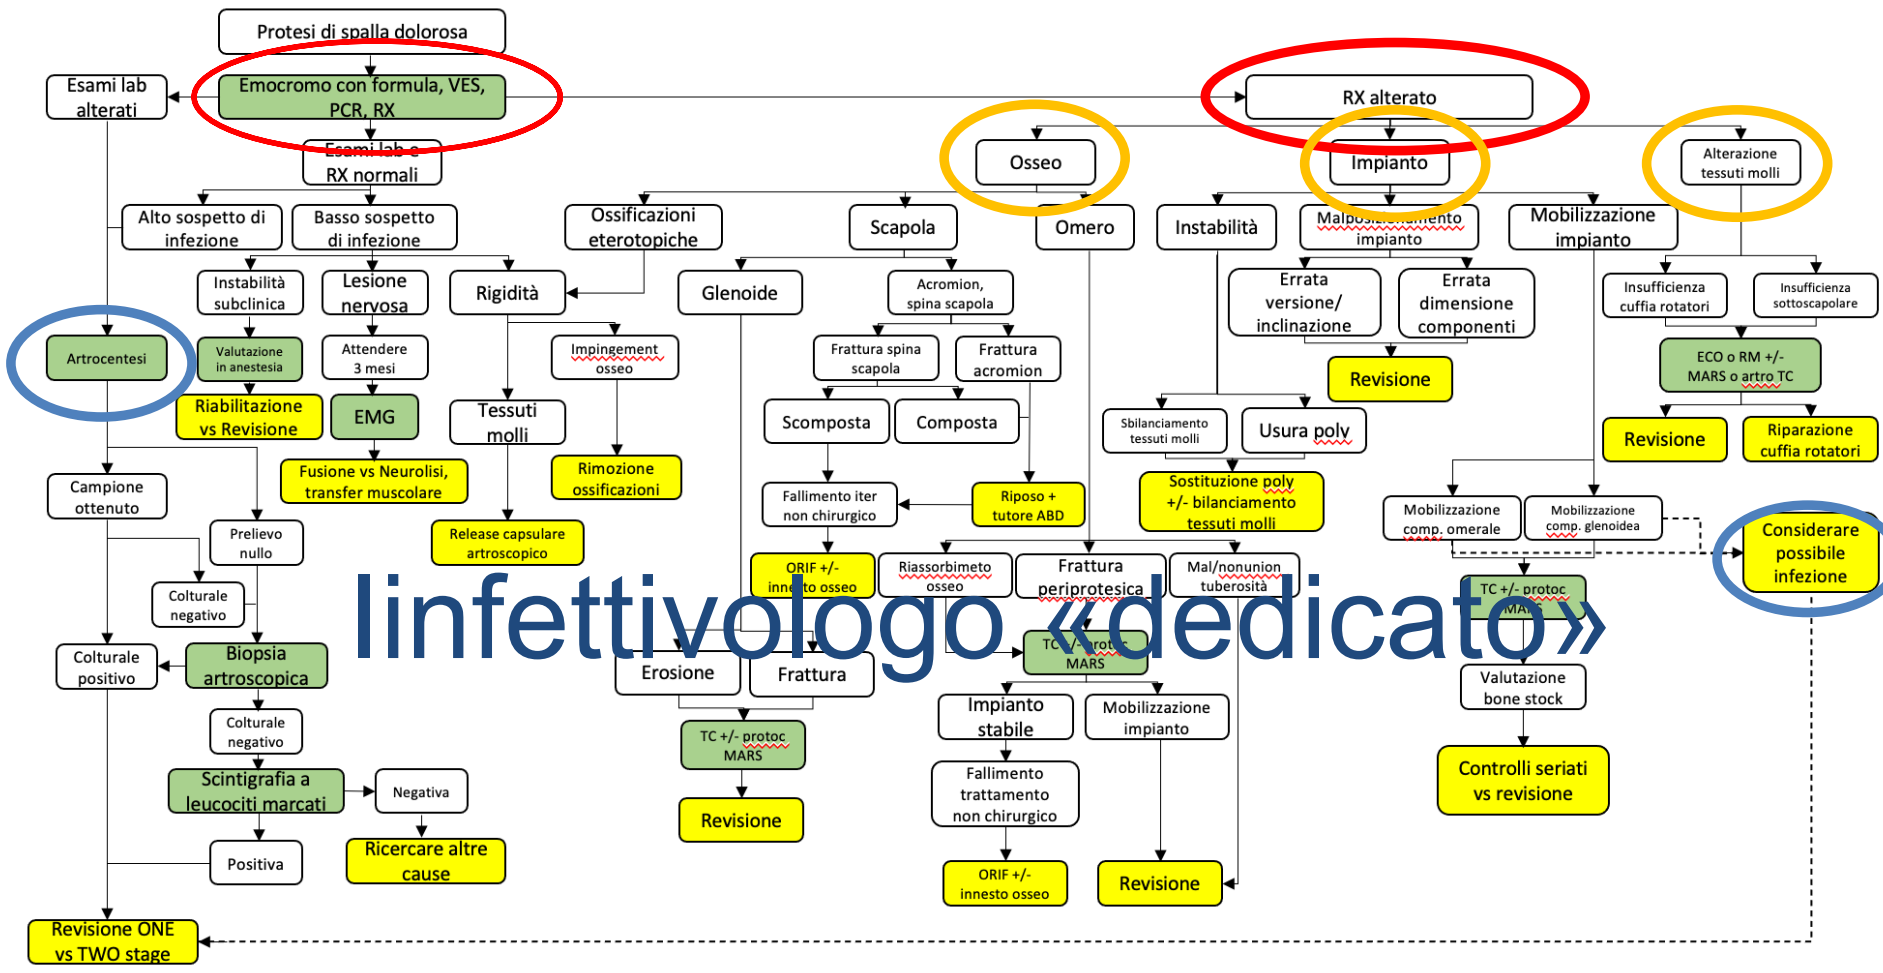 Protesi di spalla dolorosa
Esami lab
alterati
Emocromo con formula, VES,
PCR, RX
RX alterato
Esami lab e
RX normali
Osseo
Impianto
Alterazione
tessuti molli
Alto sospetto di
infezione
Basso sospetto
di infezione
Ossificazioni
eterotopiche
Scapola
Omero
Instabilità
Malposizionamento
impianto
Mobilizzazione
impianto
Instabilità
subclinica
Lesione
nervosa
Rigidità
Glenoide
Acromion,
spina scapola
Errata
versione/
inclinazione
Errata
dimensione
componenti
Insufficienza
cuffia rotatori
Insufficienza
sottoscapolare
Artrocentesi
Valutazione
in anestesia
Attendere
3 mesi
Impingement
osseo
Frattura spina
scapola
Frattura
acromion
Revisione
ECO o RM +/-
MARS o artro TC
Riabilitazione
vs Revisione
EMG
Tessuti
molli
Scomposta
Composta
Sbilanciamento
tessuti molli
Usura poly
Revisione
Riparazione
cuffia rotatori
Fusione vs Neurolisi,
transfer muscolare
Rimozione
ossificazioni
Sostituzione poly
+/- bilanciamento
tessuti molli
Campione
ottenuto
Fallimento iter
non chirurgico
Riposo +
tutore ABD
Mobilizzazione
comp. omerale
Mobilizzazione
comp. glenoidea
Considerare
possibile
infezione
Prelievo
nullo
Release capsulare
artroscopico
ORIF +/-
innesto osseo
Riassorbimeto
osseo
Frattura
periprotesica
Mal/nonunion
tuberosità
TC +/- protoc
MARS
Colturale
negativo
Iinfettivologo «dedicato»
Colturale
positivo
Biopsia
artroscopica
Erosione
Frattura
TC +/- protoc
MARS
Valutazione
bone stock
Colturale
negativo
TC +/- protoc
MARS
Impianto
stabile
Mobilizzazione
impianto
Scintigrafia a
leucociti marcati
Negativa
Revisione
Fallimento
trattamento
non chirurgico
Controlli seriati
vs revisione
Positiva
Ricercare altre
cause
ORIF +/-
innesto osseo
Revisione
Revisione ONE
vs TWO stage